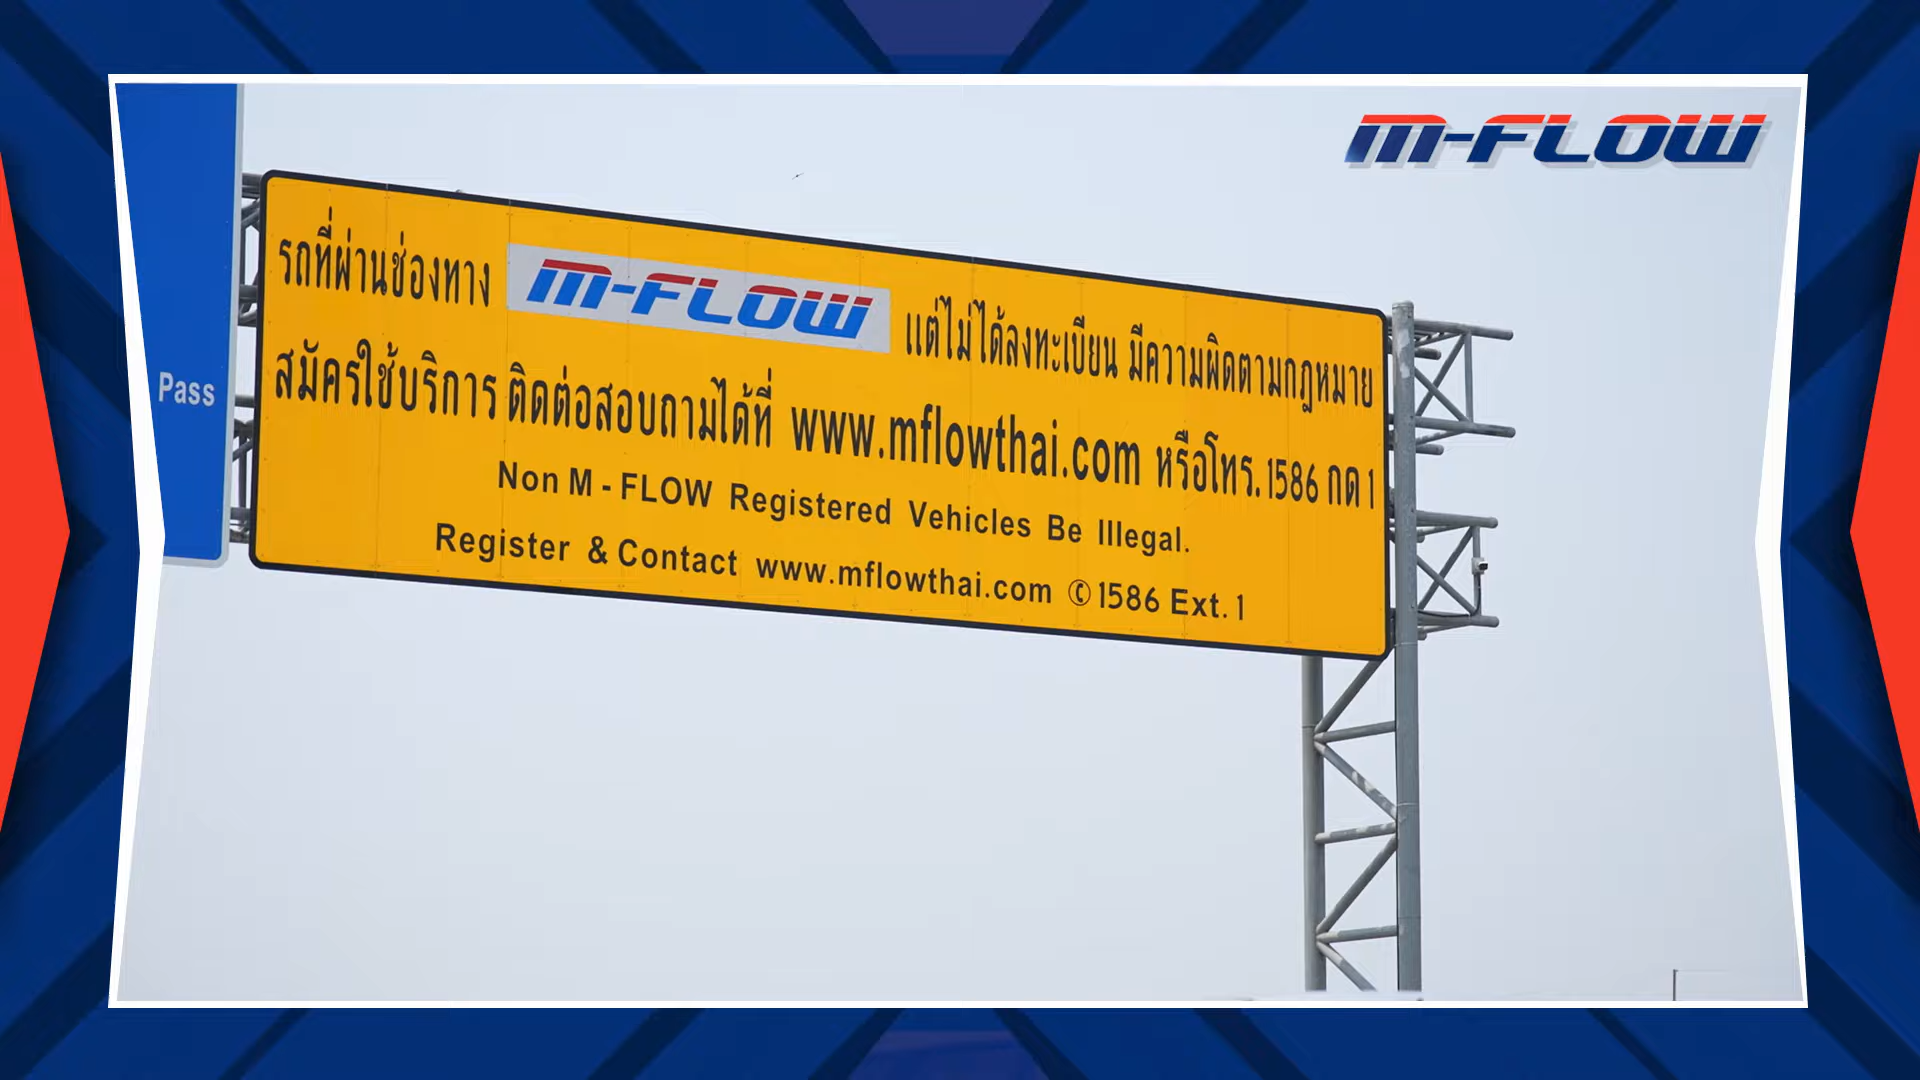 M-FLOW
Pass
รถที่ผ่านช่องทาง M-FLOW แต่ไม่ได้ลงทะเบียน มีความผิดตามกฎหมาย
สมัครใช้บริการ ติดต่อสอบถามได้ที่ www.mflowthai.com หรือโทร. 1586 กด 1
Non M - FLOW Registered Vehicles Be Illegal.
Register & Contact www.mflowthai.com ✆ 1586 Ext. 1